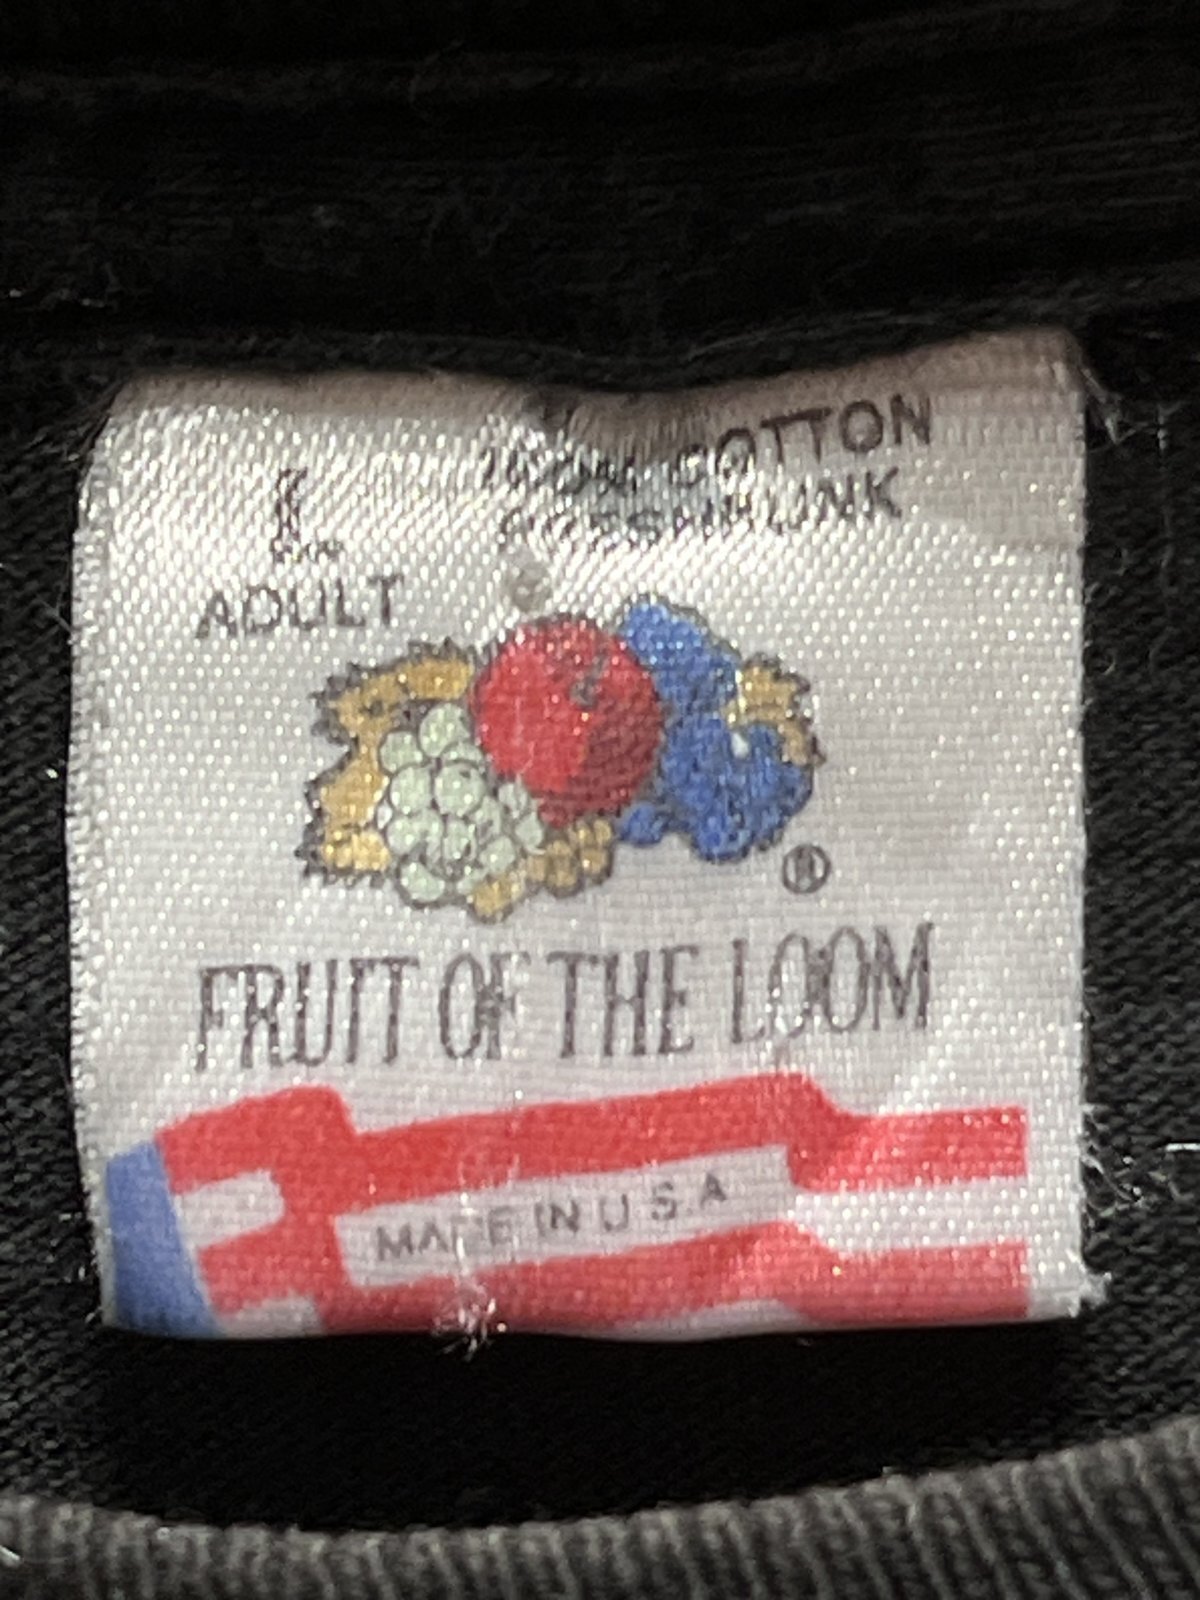 L
ADULT
100% COTTON
PRESHRUNK
®
FRUIT OF THE LOOM
MADE IN U.S.A